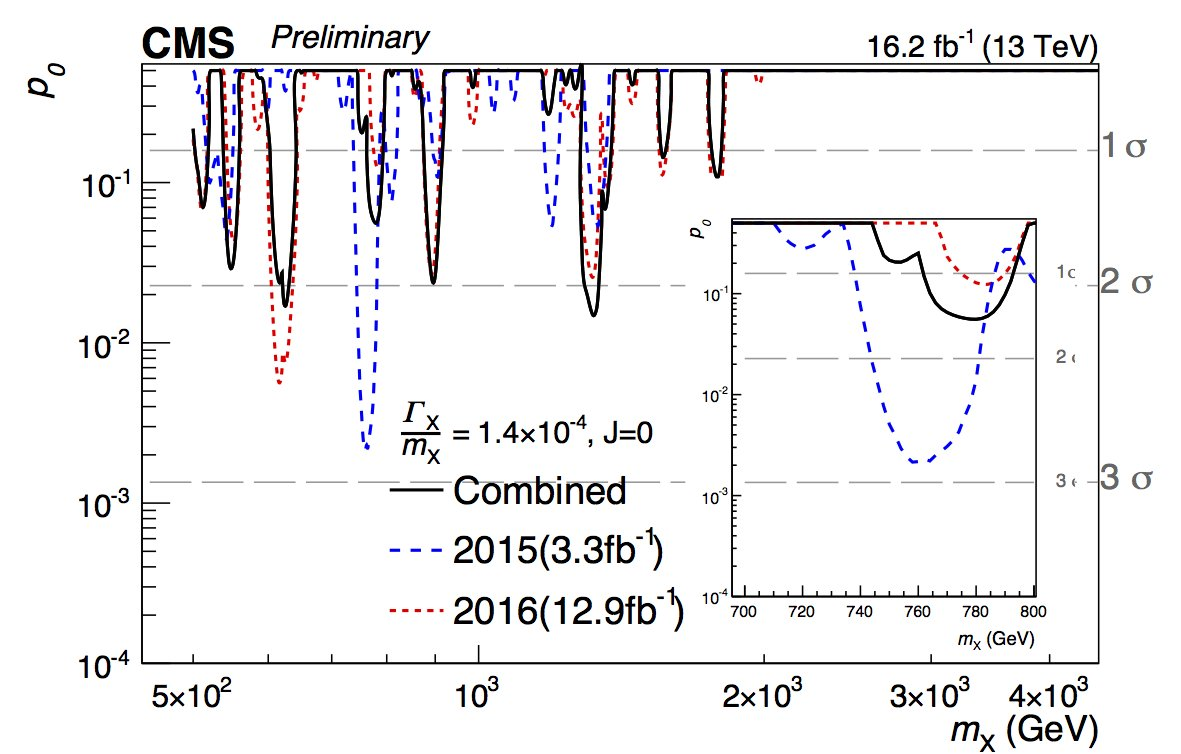 CMS Preliminary 16.2 fb⁻¹ (13 TeV)
p₀
1 σ
10⁻¹
2 σ
10⁻²
3 σ
10⁻³
10⁻⁴
Γ_X/m_X = 1.4×10⁻⁴, J=0
Combined
2015(3.3fb⁻¹)
2016(12.9fb⁻¹)
p₀
10⁻¹
10⁻²
10⁻³
10⁻⁴
1σ
2 σ
3 σ
700 720 740 760 780 800
m_X (GeV)
5×10² 10³ 2×10³ 3×10³ 4×10³
m_X (GeV)